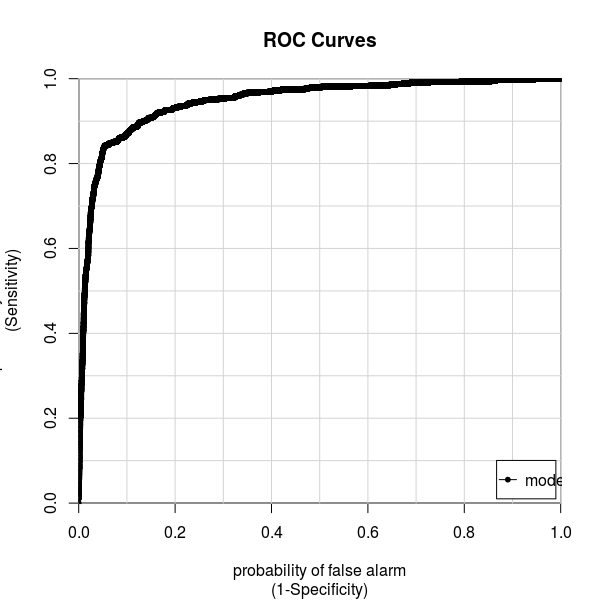 ROC Curves
(Sensitivity)
1.0
0.8
0.6
0.4
0.2
0.0
mode
0.0 0.2 0.4 0.6 0.8 1.0
probability of false alarm
(1-Specificity)